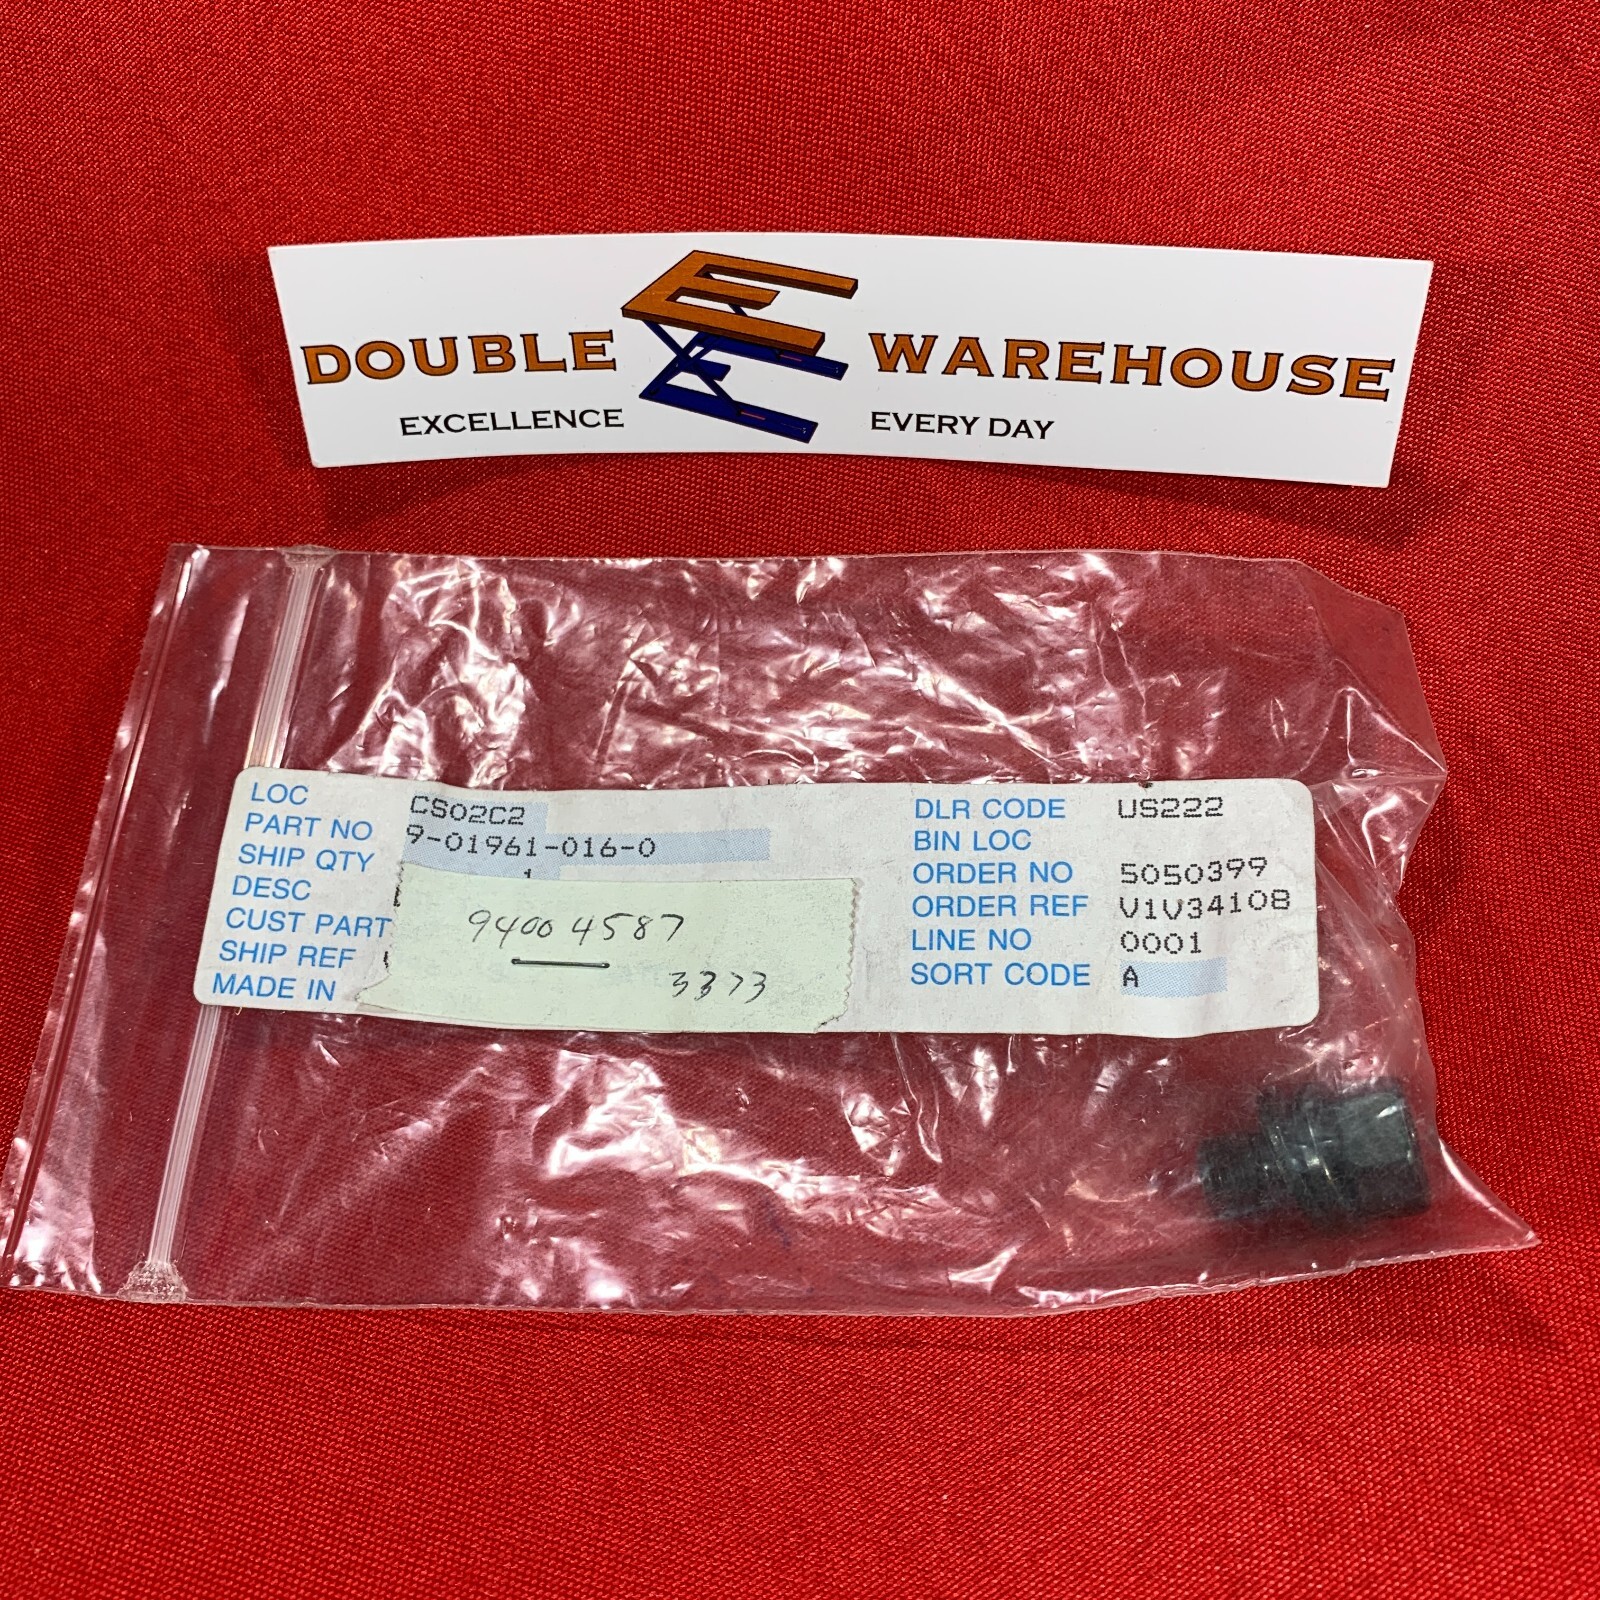 DOUBLE E WAREHOUSE
EXCELLENCE EVERY DAY
LOC CS02C2
PART NO 9-01961-016-0
SHIP QTY 1
DESC
CUST PART
SHIP REF
MADE IN
94004587
3373
DLR CODE US222
BIN LOC
ORDER NO 5050399
ORDER REF V1V34108
LINE NO 0001
SORT CODE A